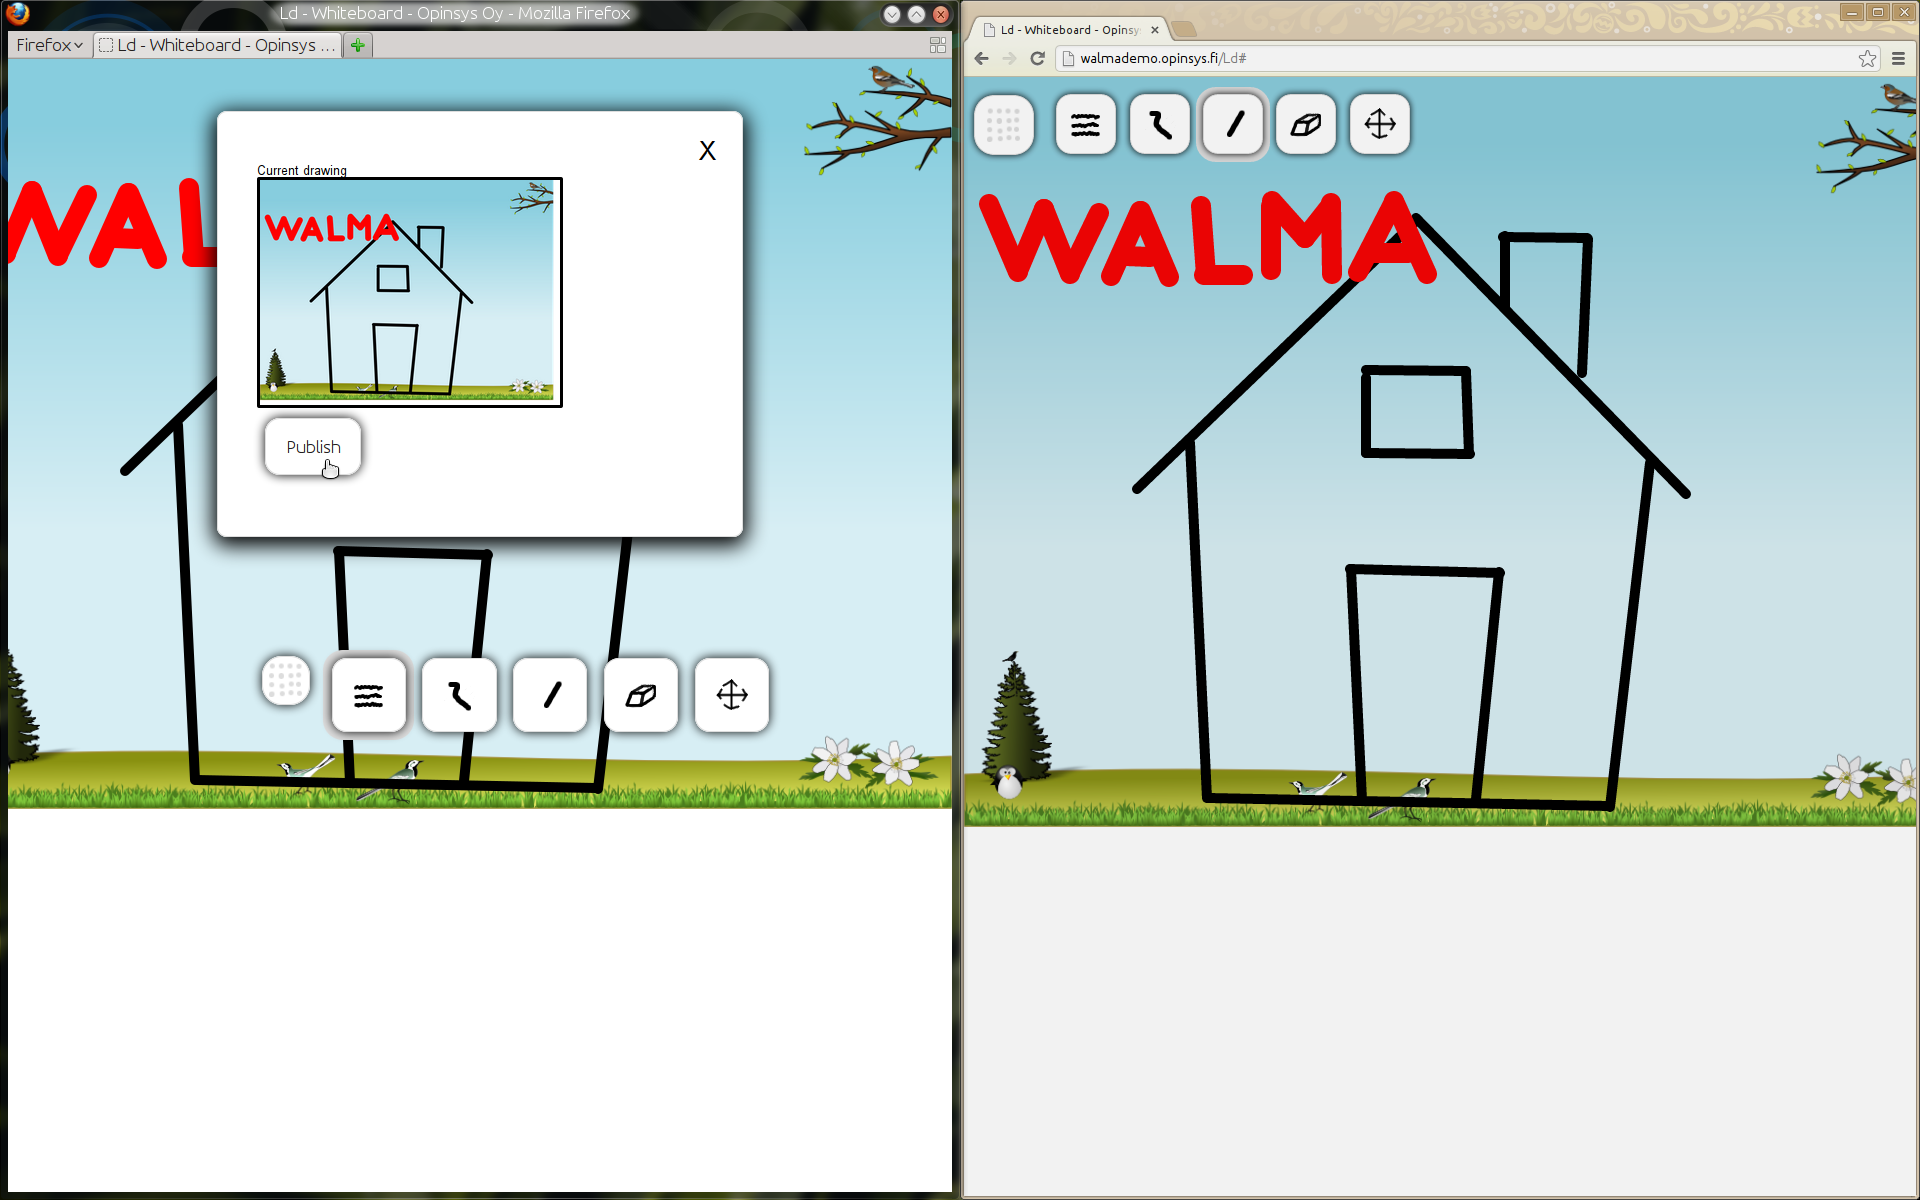 Ld - Whiteboard - Opinsys Oy - Mozilla Firefox
Firefox
Ld - Whiteboard - Opinsys ...
WAL
X
Current drawing
WALMA
Publish
Ld - Whiteboard - Opinsy
walmademo.opinsys.fi/Ld#
WALMA